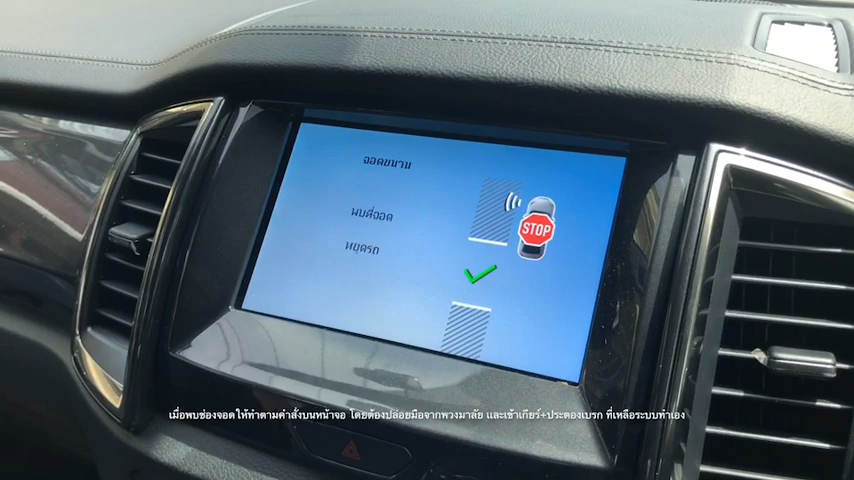 จอดขนาน
พบที่จอด
หยุดรถ
STOP
เมื่อพบช่องจอดให้ทำตามคำสั่งบนหน้าจอ โดยต้องปล่อยมือจากพวงมาลัย และเข้าเกียร์+ประคองเบรก ที่เหลือระบบทำเอง